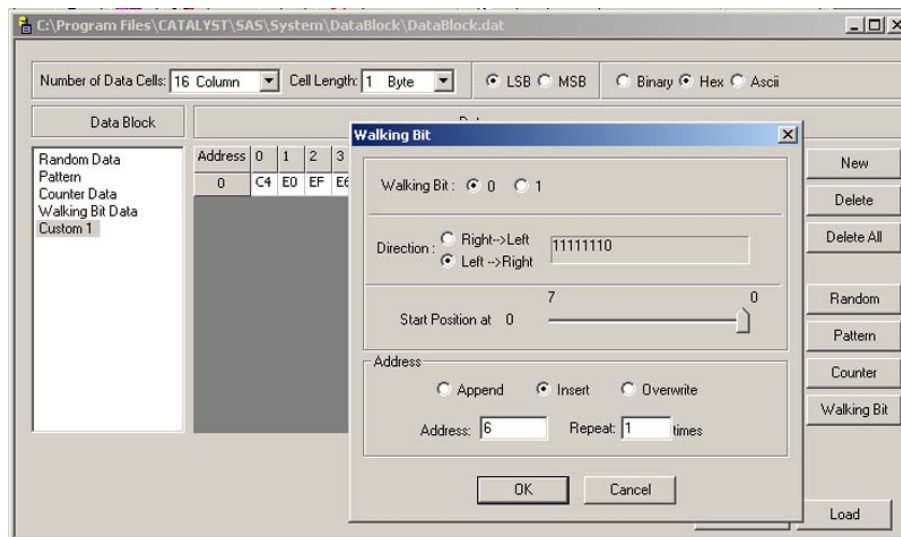 C:\Program Files\CATALYST\SAS\System\DataBlock\DataBlock.dat
Number of Data Cells: 16 Column Cell Length: 1 Byte LSB MSB Binary Hex Ascii
Data Block
Random Data
Pattern
Counter Data
Walking Bit Data
Custom 1
Address 0 1 2 3
0 C4 E0 EF E6
Walking Bit
Walking Bit : 0 1
Direction : Right-->Left
Left -->Right
11111110
7 0
Start Position at 0
Address
Append Insert Overwrite
Address: 6 Repeat: 1 times
OK Cancel
New
Delete
Delete All
Random
Pattern
Counter
Walking Bit
Load